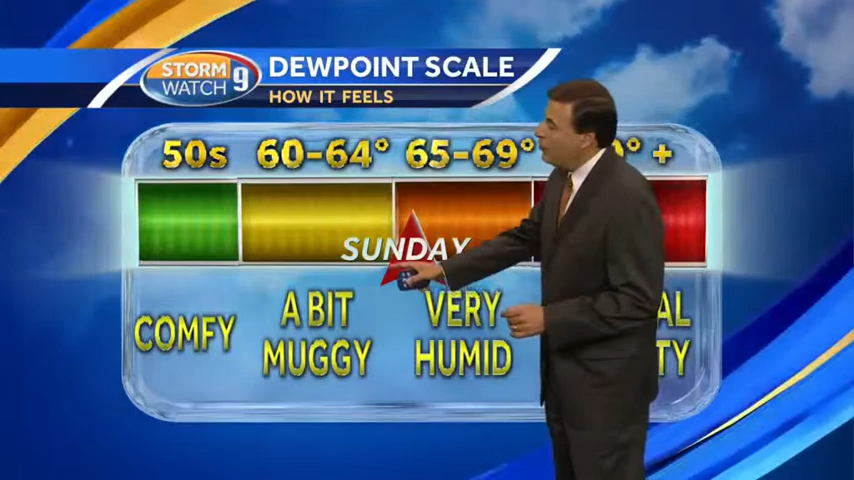 STORM
WATCH 9
DEWPOINT SCALE
HOW IT FEELS
50s 60-64° 65-69° ° +
SUNDAY
COMFY
A BIT
MUGGY
VERY
HUMID